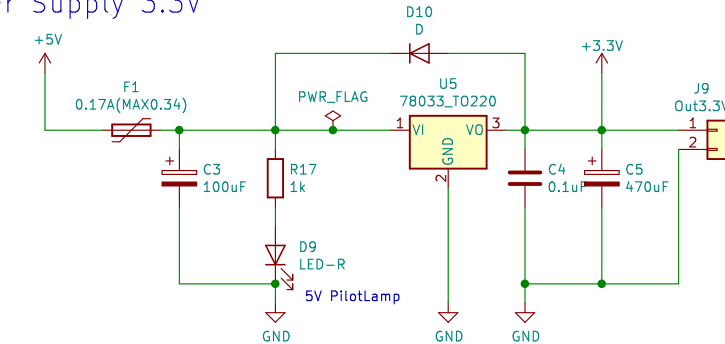 er Supply 3.3V
D10
D
+5V
+3.3V
F1
0.17A(MAX0.34)
PWR_FLAG
U5
78033_TO220
J9
Out3.3V
1
VI
VO
3
GND
2
1
2
C3
100uF
R17
1k
C4
0.1uF
C5
470uF
D9
LED-R
5V PilotLamp
GND
GND
GND